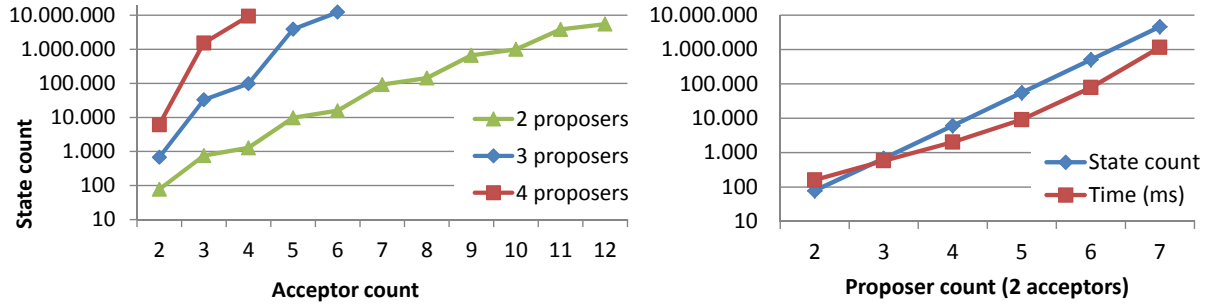 State count
10.000.000
1.000.000
100.000
10.000
1.000
100
10
2 proposers
3 proposers
4 proposers
2 3 4 5 6 7 8 9 10 11 12
Acceptor count
10.000.000
1.000.000
100.000
10.000
1.000
100
10
State count
Time (ms)
2 3 4 5 6 7
Proposer count (2 acceptors)